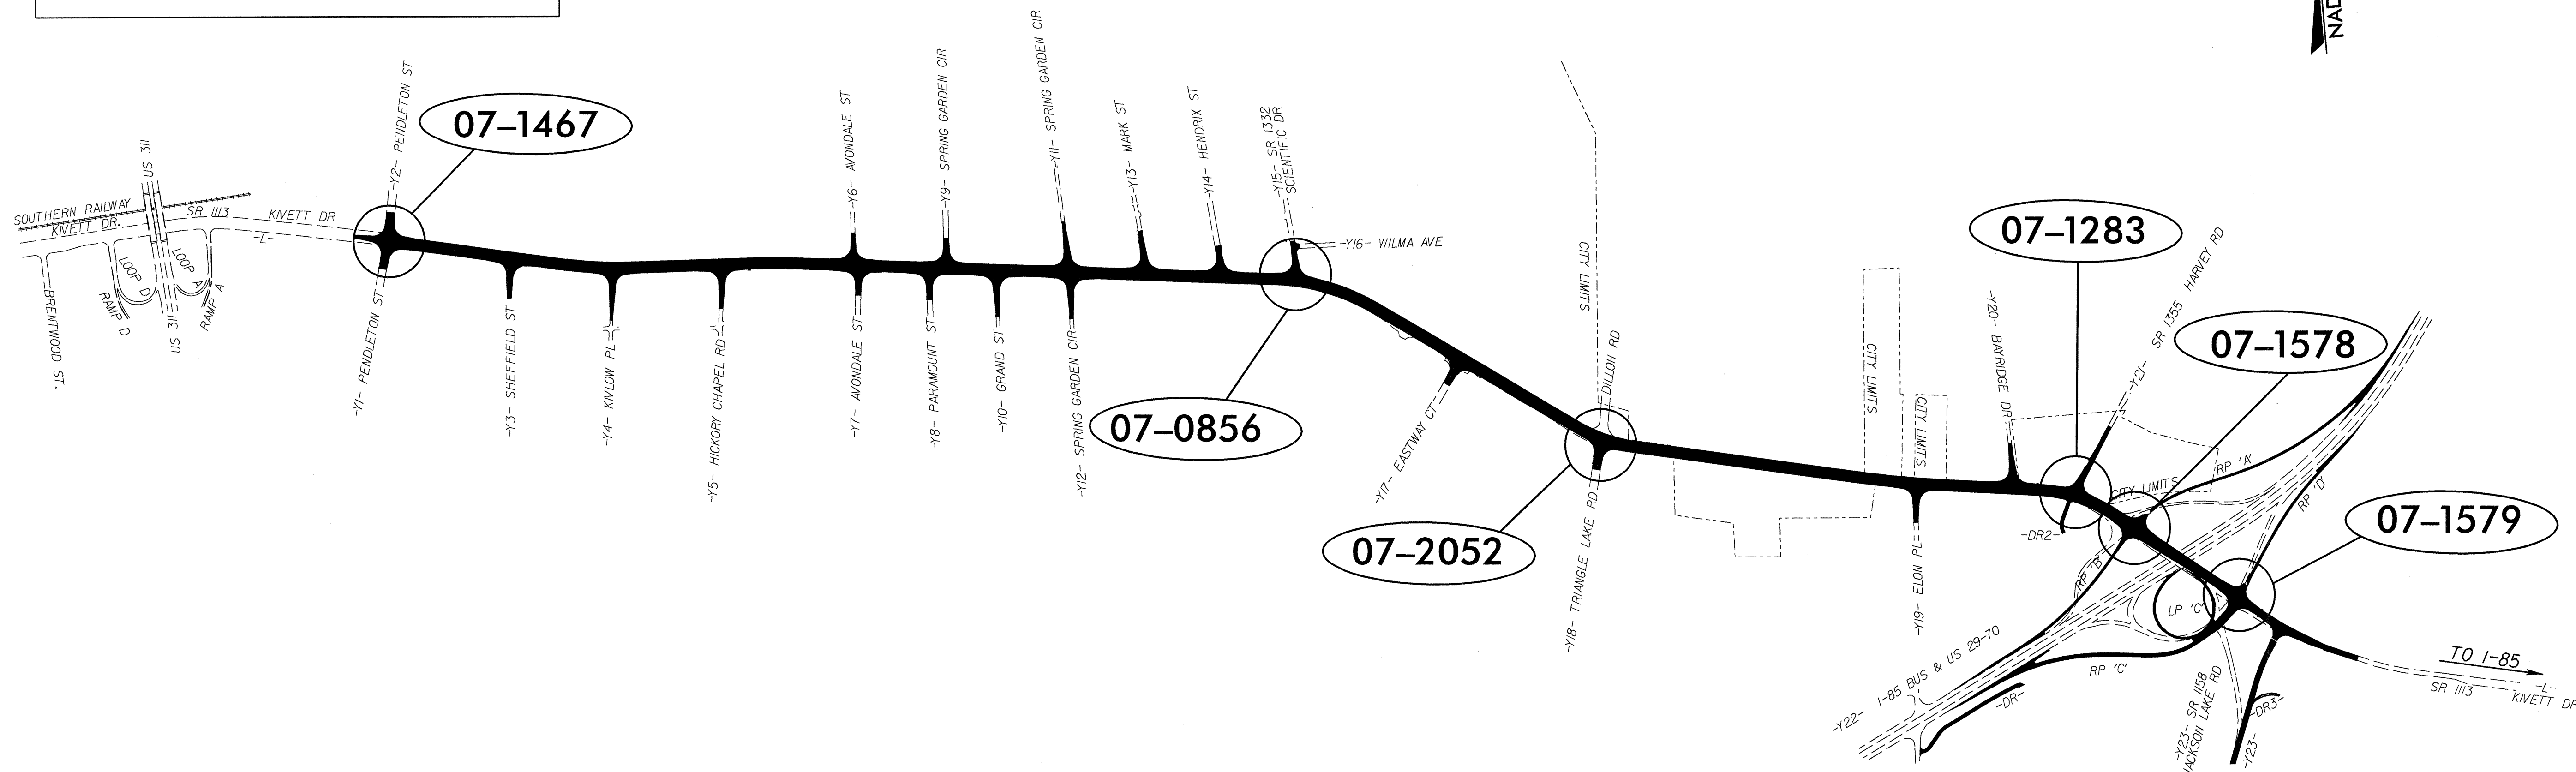 NAD
SOUTHERN RAILWAY
KIVETT DR.
US 311
SR 1113
KIVETT DR
-L-
BRENTWOOD ST.
LOOP D
RAMP D
LOOP A
RAMP A
US 311
-Y1- PENDLETON ST
-Y2- PENDLETON ST
07-1467
-Y3- SHEFFIELD ST
-Y4- KIVLOW PL
-Y5- HICKORY CHAPEL RD
-Y6- AVONDALE ST
-Y7- AVONDALE ST
-Y8- PARAMOUNT ST
-Y9- SPRING GARDEN CIR
-Y10- GRAND ST
-Y11- SPRING GARDEN CIR
-Y12- SPRING GARDEN CIR
-Y13- MARK ST
-Y14- HENDRIX ST
-Y15- SR 1332
SCIENTIFIC DR
-Y16- WILMA AVE
07-0856
-Y17- EASTWAY CT
CITY LIMITS
DILLON RD
-Y18- TRIANGLE LAKE RD
07-2052
CITY LIMITS
CITY LIMITS
-Y19- ELON PL
-Y20- BAYRIDGE DR
07-1283
-Y21- SR 1355 HARVEY RD
-DR2-
CITY LIMITS
07-1578
RP 'A'
RP 'D'
RP 'B'
LP 'C'
RP 'C'
07-1579
-Y22- I-85 BUS & US 29-70
-DR-
-Y23- SR 1158
JACKSON LAKE RD
-Y23-
-DR3-
TO I-85
-L-
SR 1113
KIVETT DR